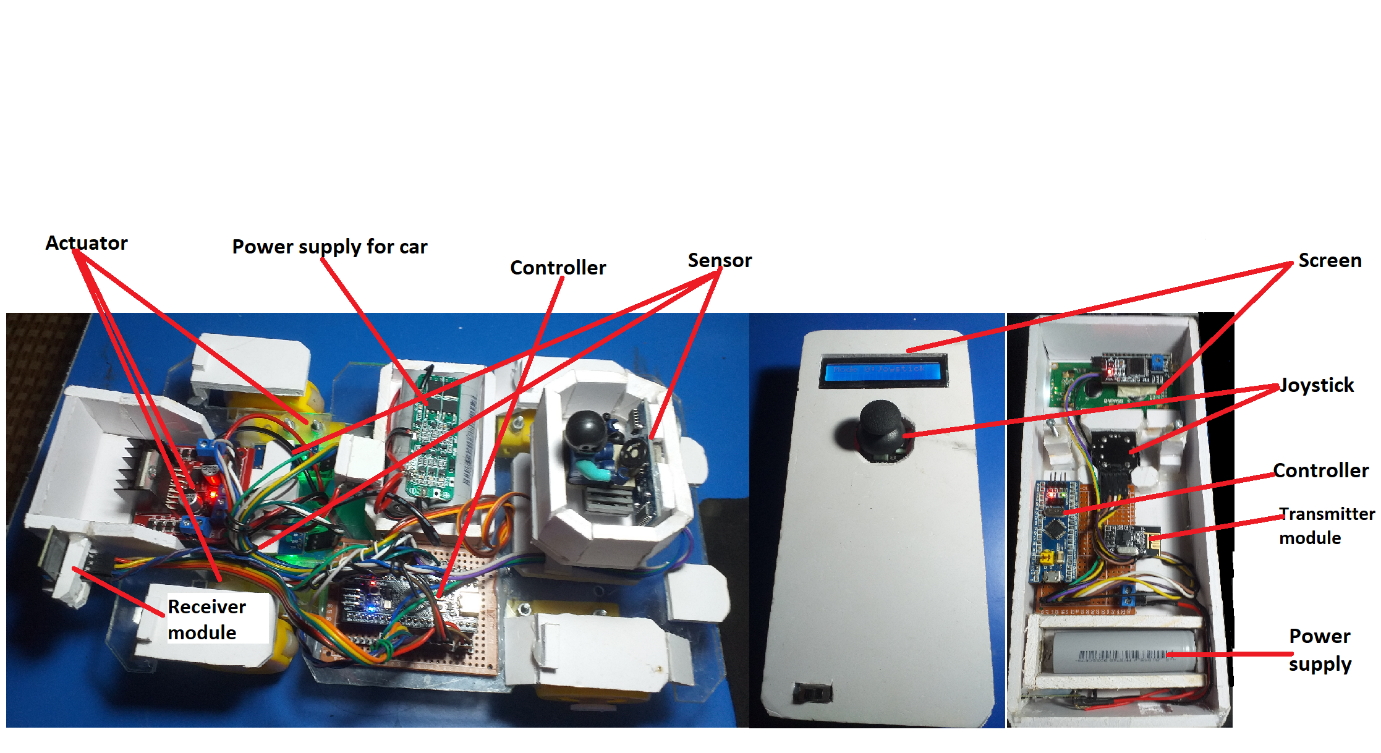 Actuator
Power supply for car
Controller
Sensor
Screen
Joystick
Controller
Transmitter
module
Receiver
module
Power
supply